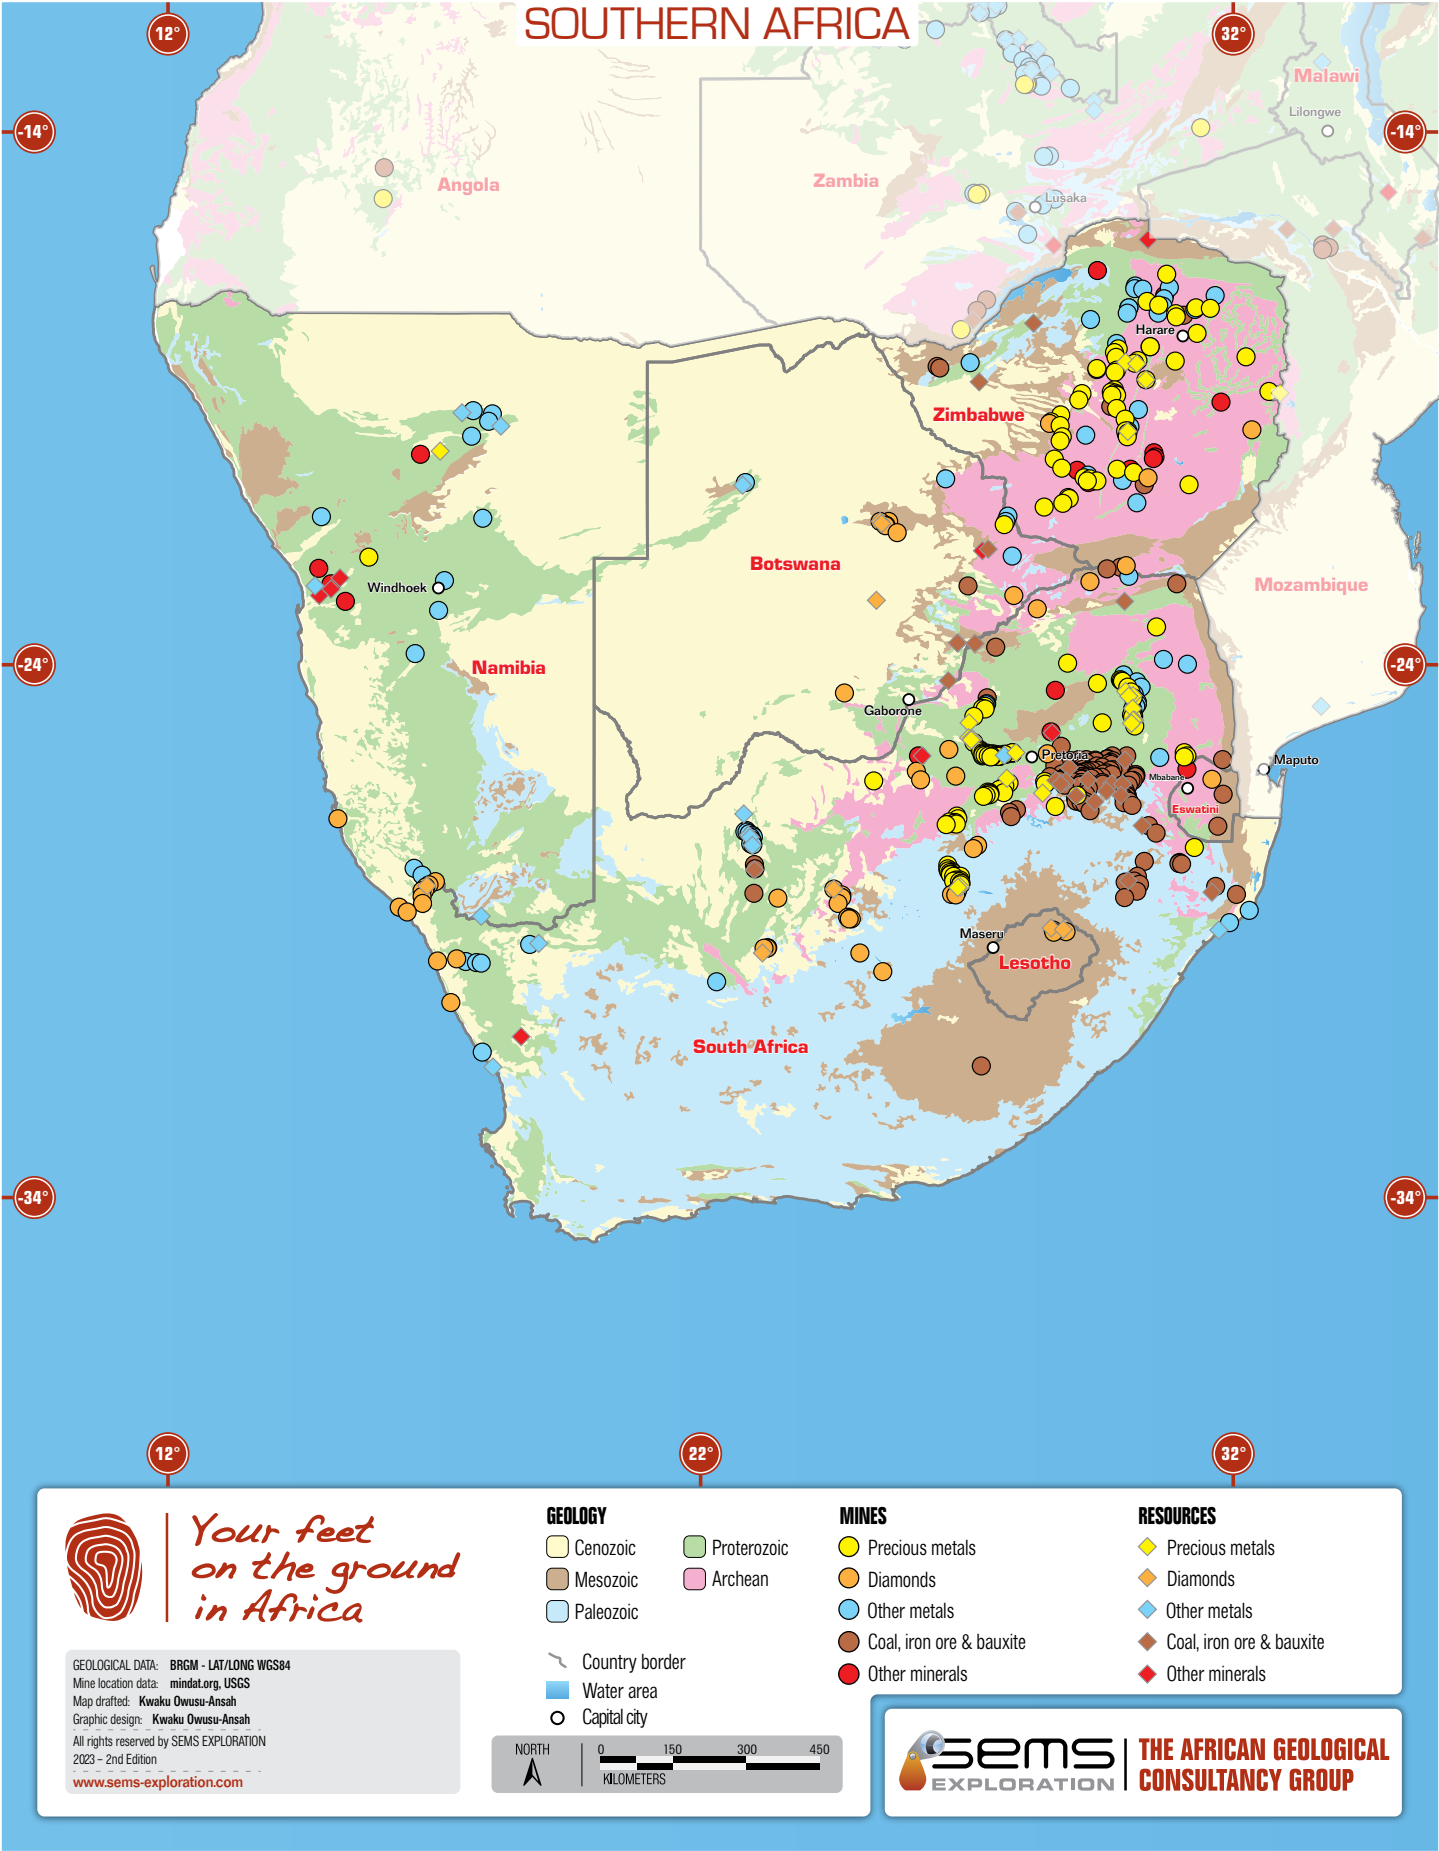 SOUTHERN AFRICA
12°
32°
Malawi
-14°
Lilongwe
-14°
Angola
Zambia
Lusaka
Harare
Zimbabwe
Botswana
Windhoek
Mozambique
-24°
Namibia
-24°
Gaborone
Pretoria
Maputo
Mbabane
Eswatini
Maseru
Lesotho
South Africa
-34°
-34°
12°
22°
32°
Your feet
on the ground
in Africa
GEOLOGICAL DATA: BRGM - LAT/LONG WGS84
Mine location data: mindat.org, USGS
Map drafted: Kwaku Owusu-Ansah
Graphic design: Kwaku Owusu-Ansah
All rights reserved by SEMS EXPLORATION
2023 – 2nd Edition
www.sems-exploration.com
GEOLOGY
Cenozoic
Proterozoic
Mesozoic
Archean
Paleozoic
Country border
Water area
Capital city
NORTH
0 150 300 450
KILOMETERS
MINES
Precious metals
Diamonds
Other metals
Coal, iron ore & bauxite
Other minerals
RESOURCES
Precious metals
Diamonds
Other metals
Coal, iron ore & bauxite
Other minerals
sems
EXPLORATION
THE AFRICAN GEOLOGICAL
CONSULTANCY GROUP